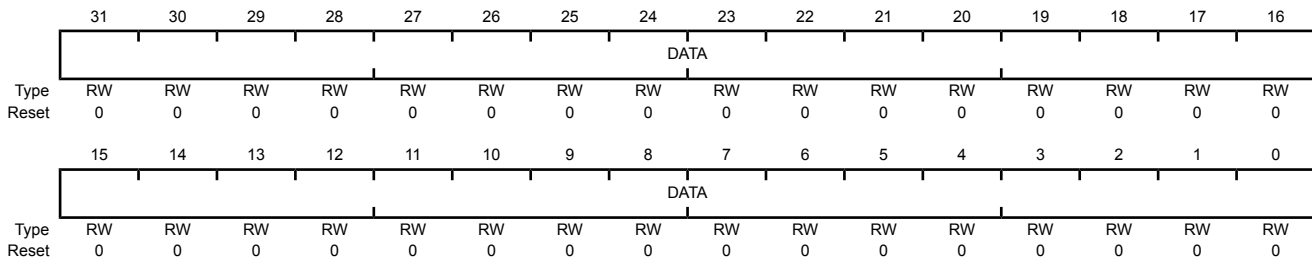 31 30 29 28 27 26 25 24 23 22 21 20 19 18 17 16
DATA
Type RW RW RW RW RW RW RW RW RW RW RW RW RW RW RW RW
Reset 0 0 0 0 0 0 0 0 0 0 0 0 0 0 0 0
15 14 13 12 11 10 9 8 7 6 5 4 3 2 1 0
DATA
Type RW RW RW RW RW RW RW RW RW RW RW RW RW RW RW RW
Reset 0 0 0 0 0 0 0 0 0 0 0 0 0 0 0 0